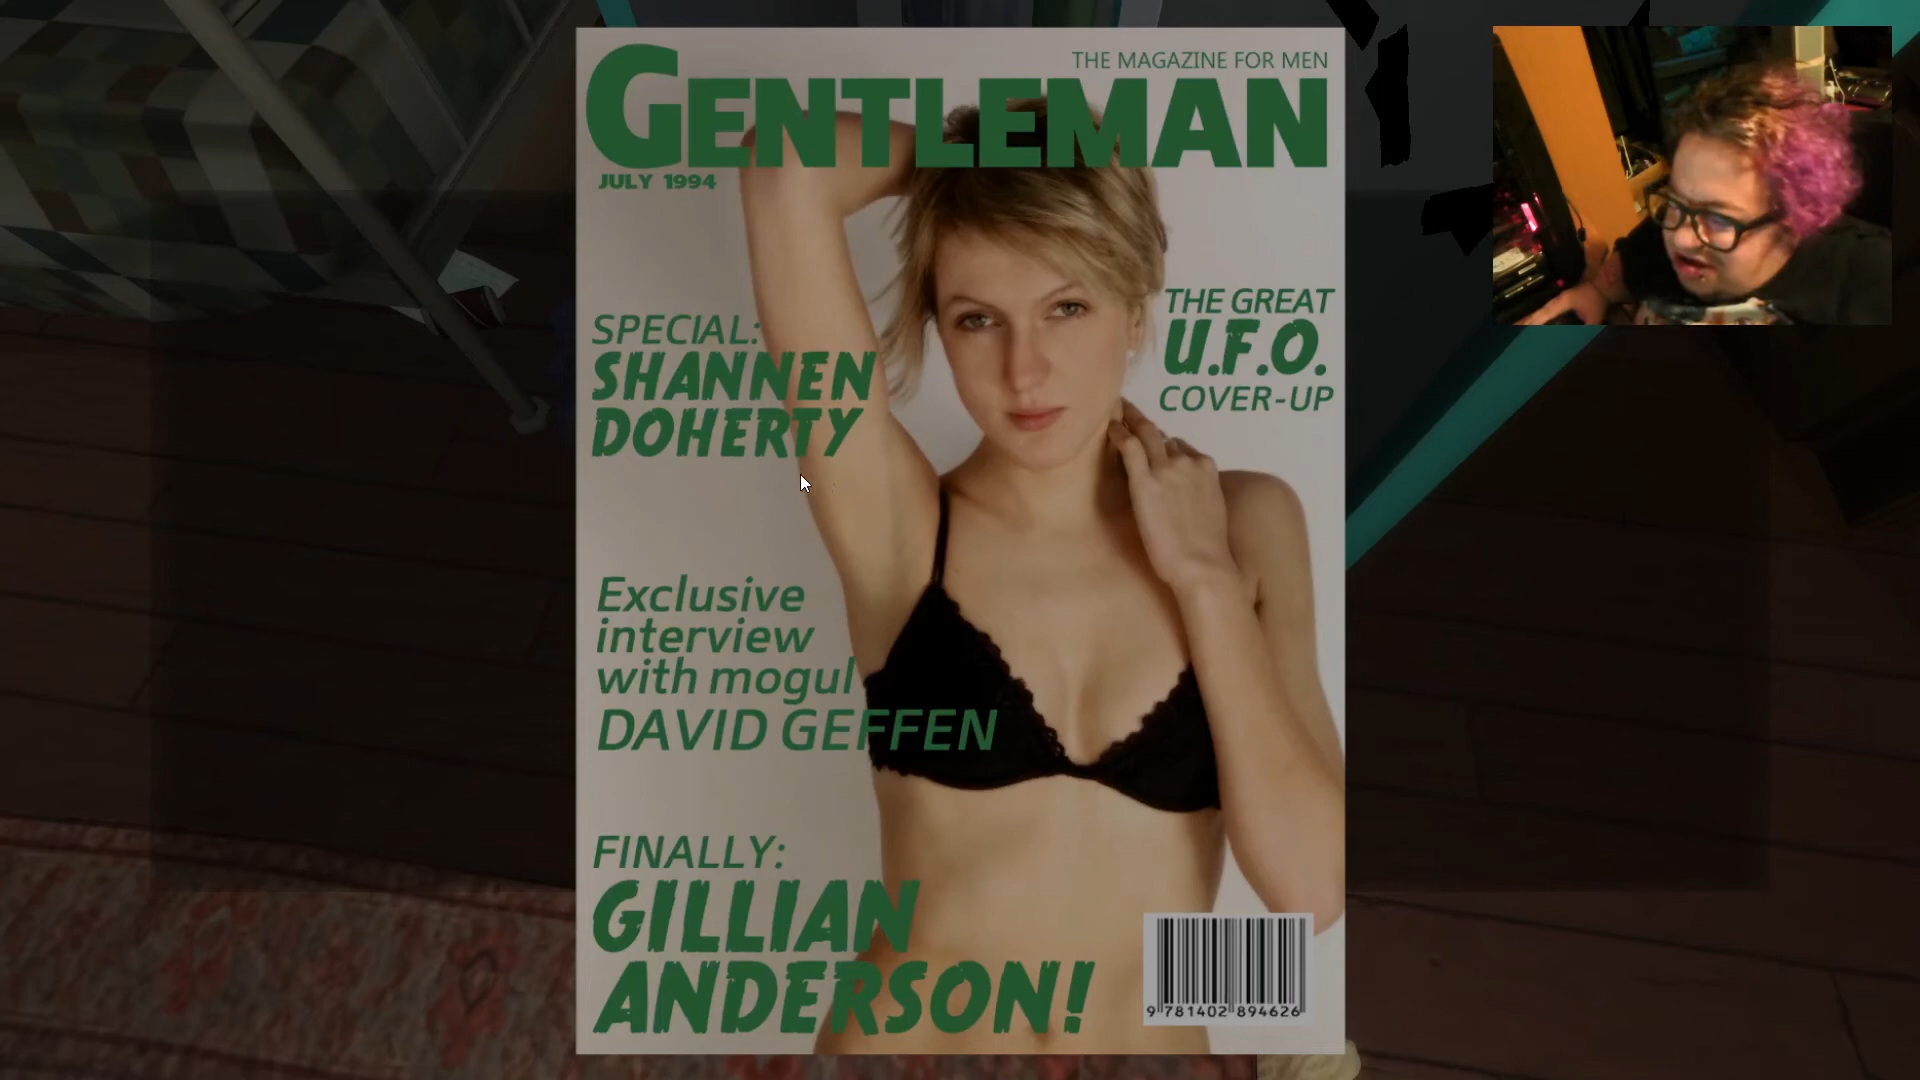 THE MAGAZINE FOR MEN
GENTLEMAN
JULY 1994
SPECIAL:
SHANNEN
DOHERTY
THE GREAT
U.F.O.
COVER-UP
Exclusive
interview
with mogul
DAVID GEFFEN
FINALLY:
GILLIAN
ANDERSON!
9 781402 894626